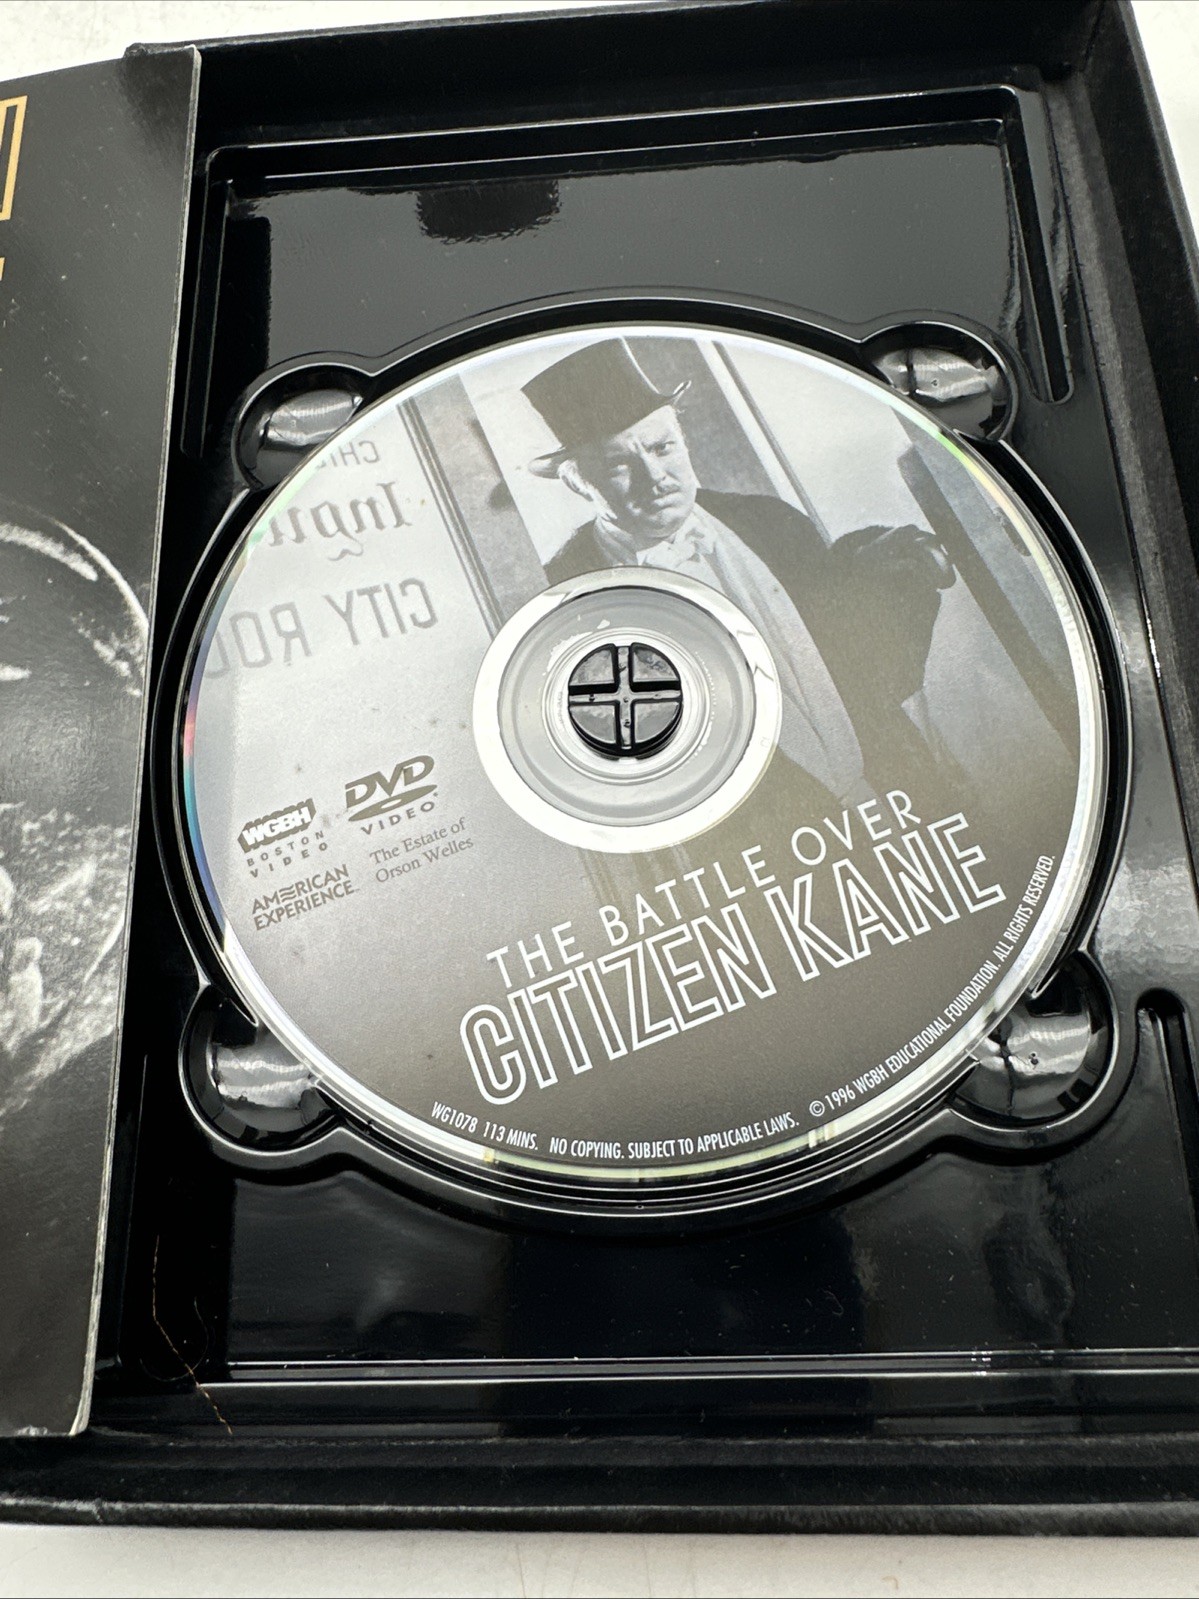 CITY
WGBH
BOSTON
VIDEO
DVD
VIDEO
AMERICAN
EXPERIENCE
The Estate of
Orson Welles
THE BATTLE OVER
CITIZEN KANE
WG1078 113 MINS. NO COPYING. SUBJECT TO APPLICABLE LAWS. © 1996 WGBH EDUCATIONAL FOUNDATION. ALL RIGHTS RESERVED.